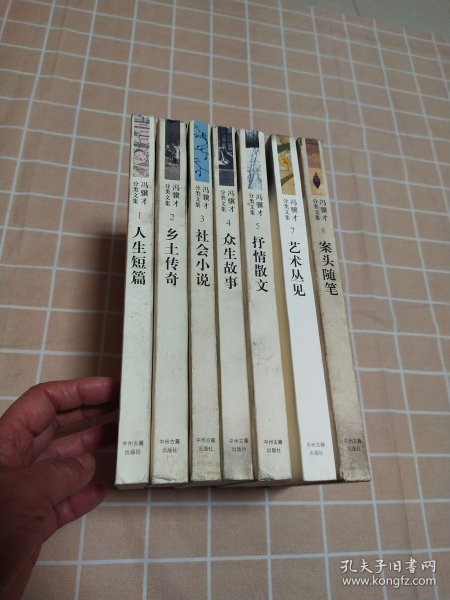 冯骥才
分类文集
1
人生短篇
中州古籍
出版社
冯骥才
分类文集
2
乡土传奇
中州古籍
出版社
冯骥才
分类文集
3
社会小说
中州古籍
出版社
冯骥才
分类文集
4
众生故事
中州古籍
出版社
冯骥才
分类文集
5
抒情散文
中州古籍
出版社
冯骥才
分类文集
7
艺术丛见
中州古籍
出版社
冯骥才
分类文集
8
案头随笔
中州古籍
出版社
孔夫子旧书网
www.kongfz.com